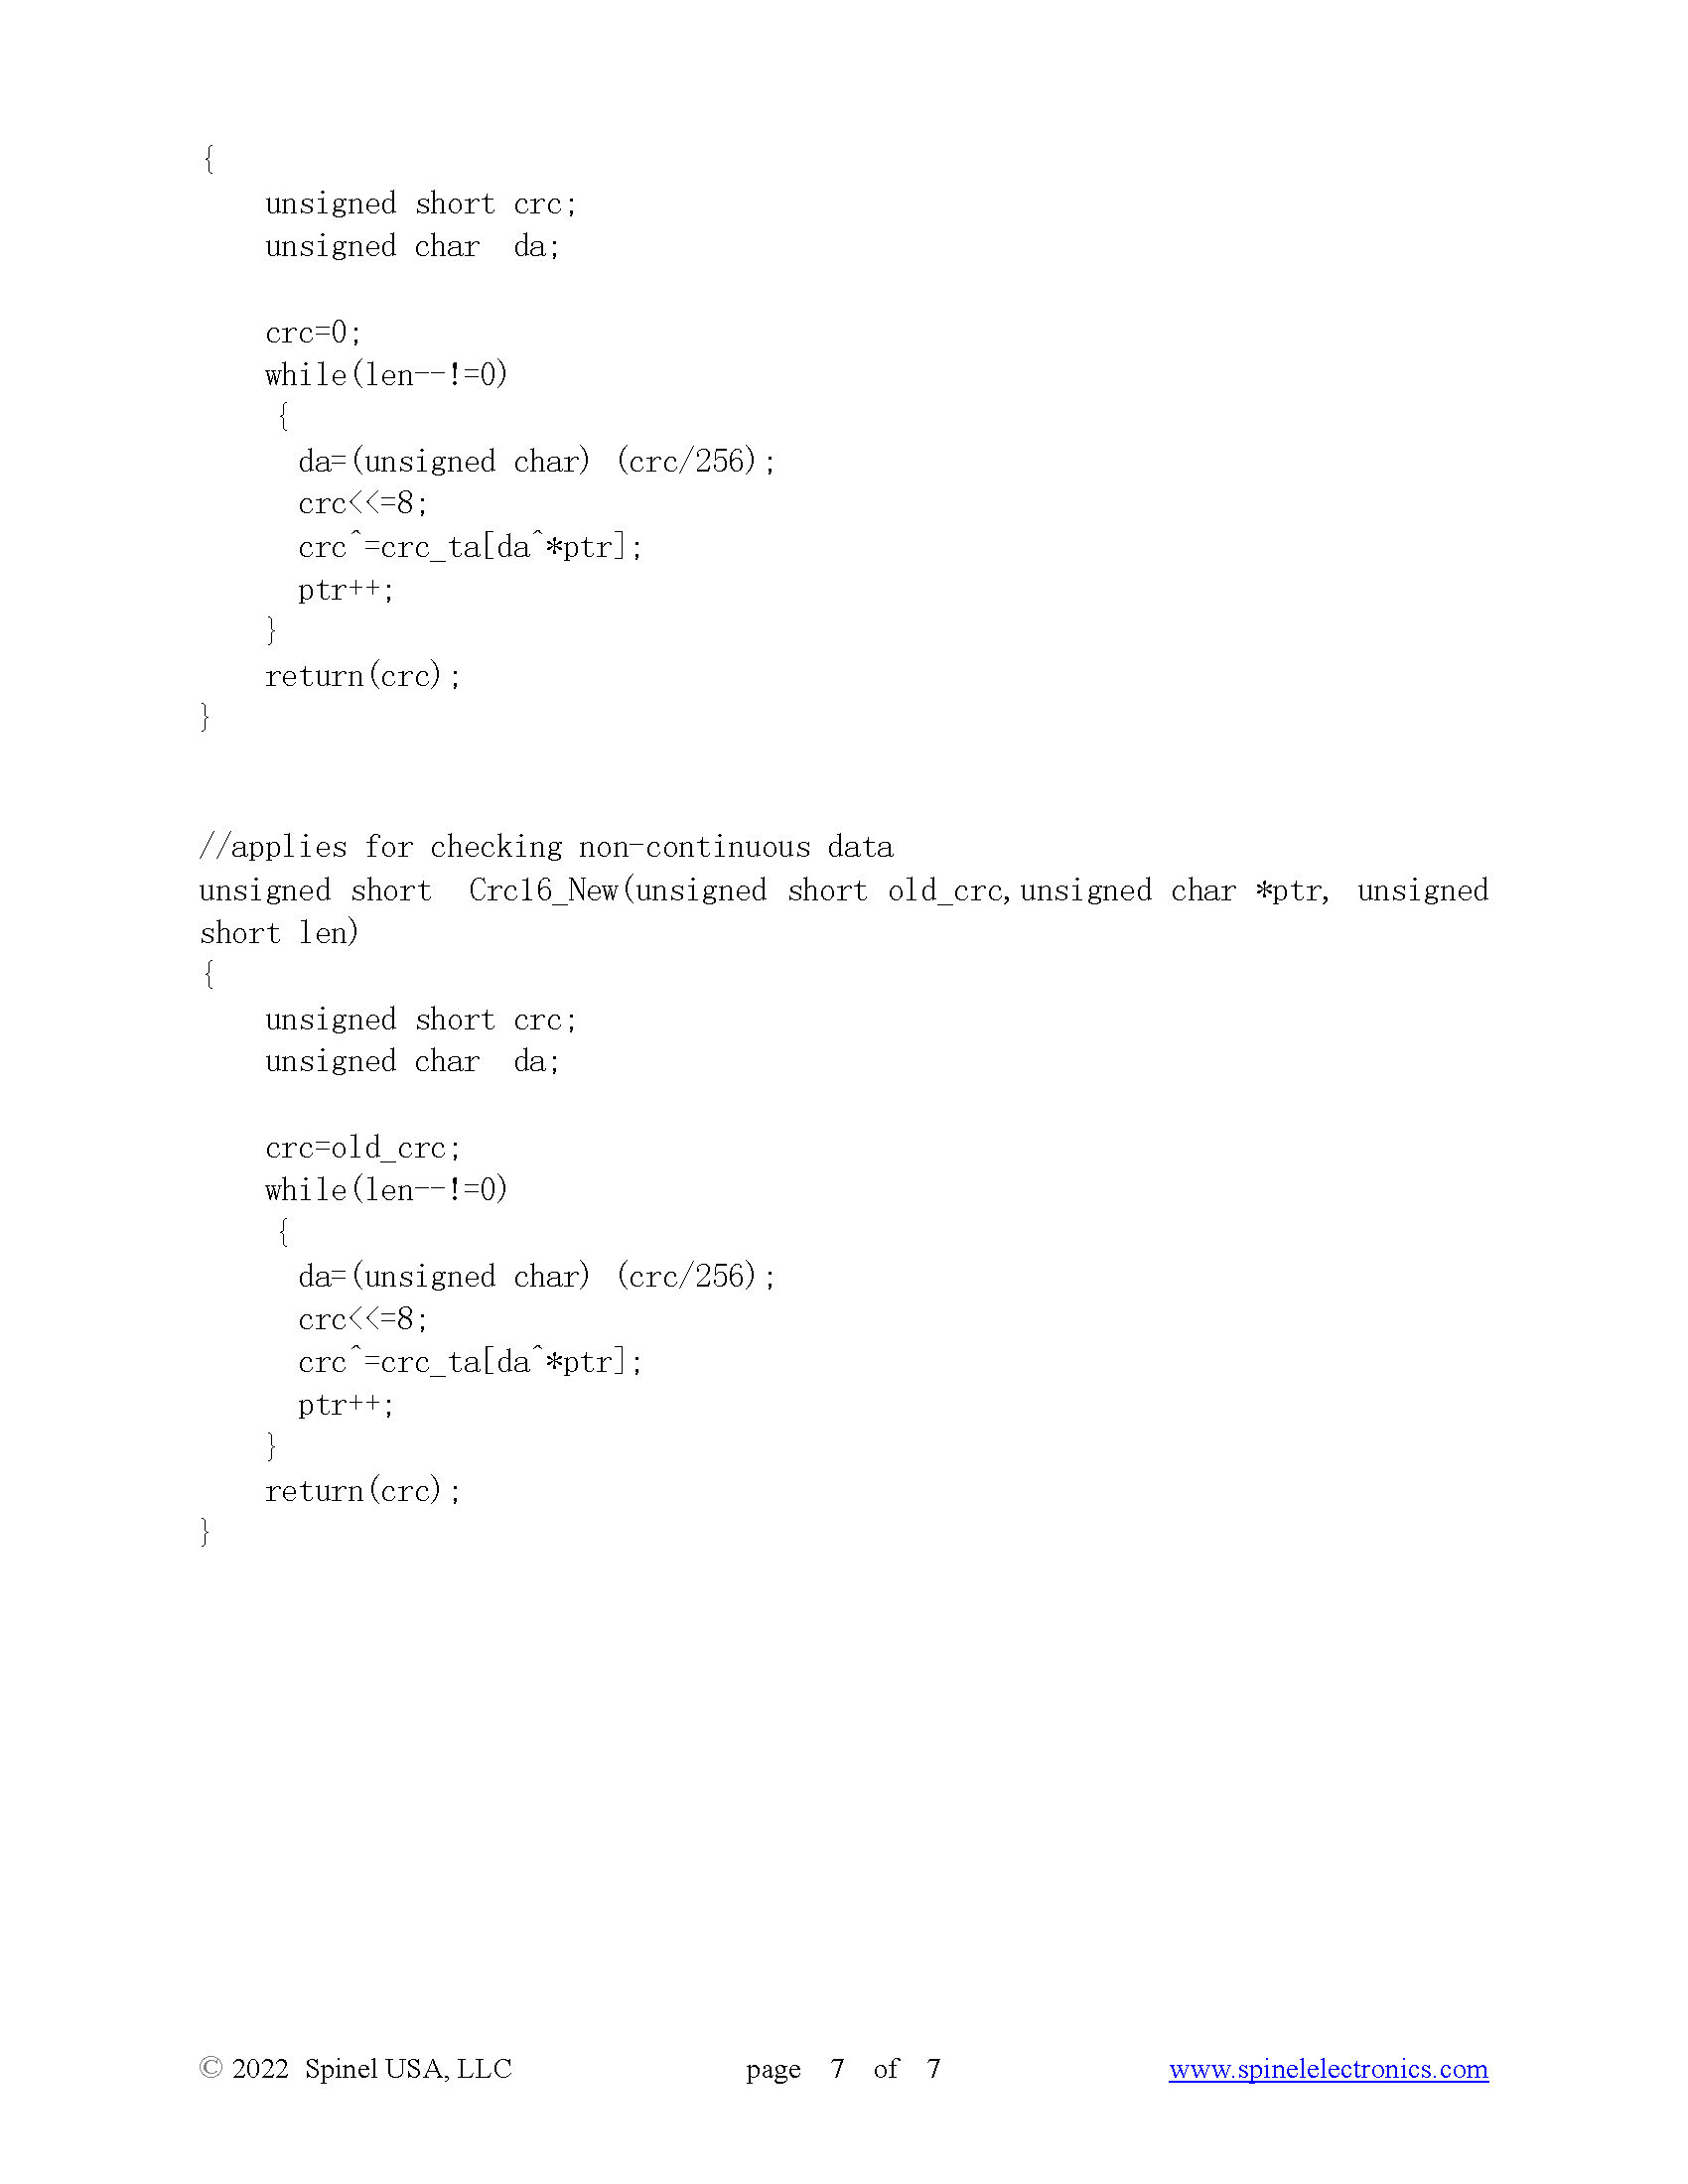 {
    unsigned short crc;
    unsigned char  da;

    crc=0;
    while(len--!=0)
     {
      da=(unsigned char) (crc/256);
      crc<<=8;
      crc^=crc_ta[da^*ptr];
      ptr++;
    }
    return(crc);
}

//applies for checking non-continuous data
unsigned short  Crc16_New(unsigned short old_crc,unsigned char *ptr, unsigned
short len)
{
    unsigned short crc;
    unsigned char  da;

    crc=old_crc;
    while(len--!=0)
     {
      da=(unsigned char) (crc/256);
      crc<<=8;
      crc^=crc_ta[da^*ptr];
      ptr++;
    }
    return(crc);
}
© 2022 Spinel USA, LLC page 7 of 7 www.spinelelectronics.com